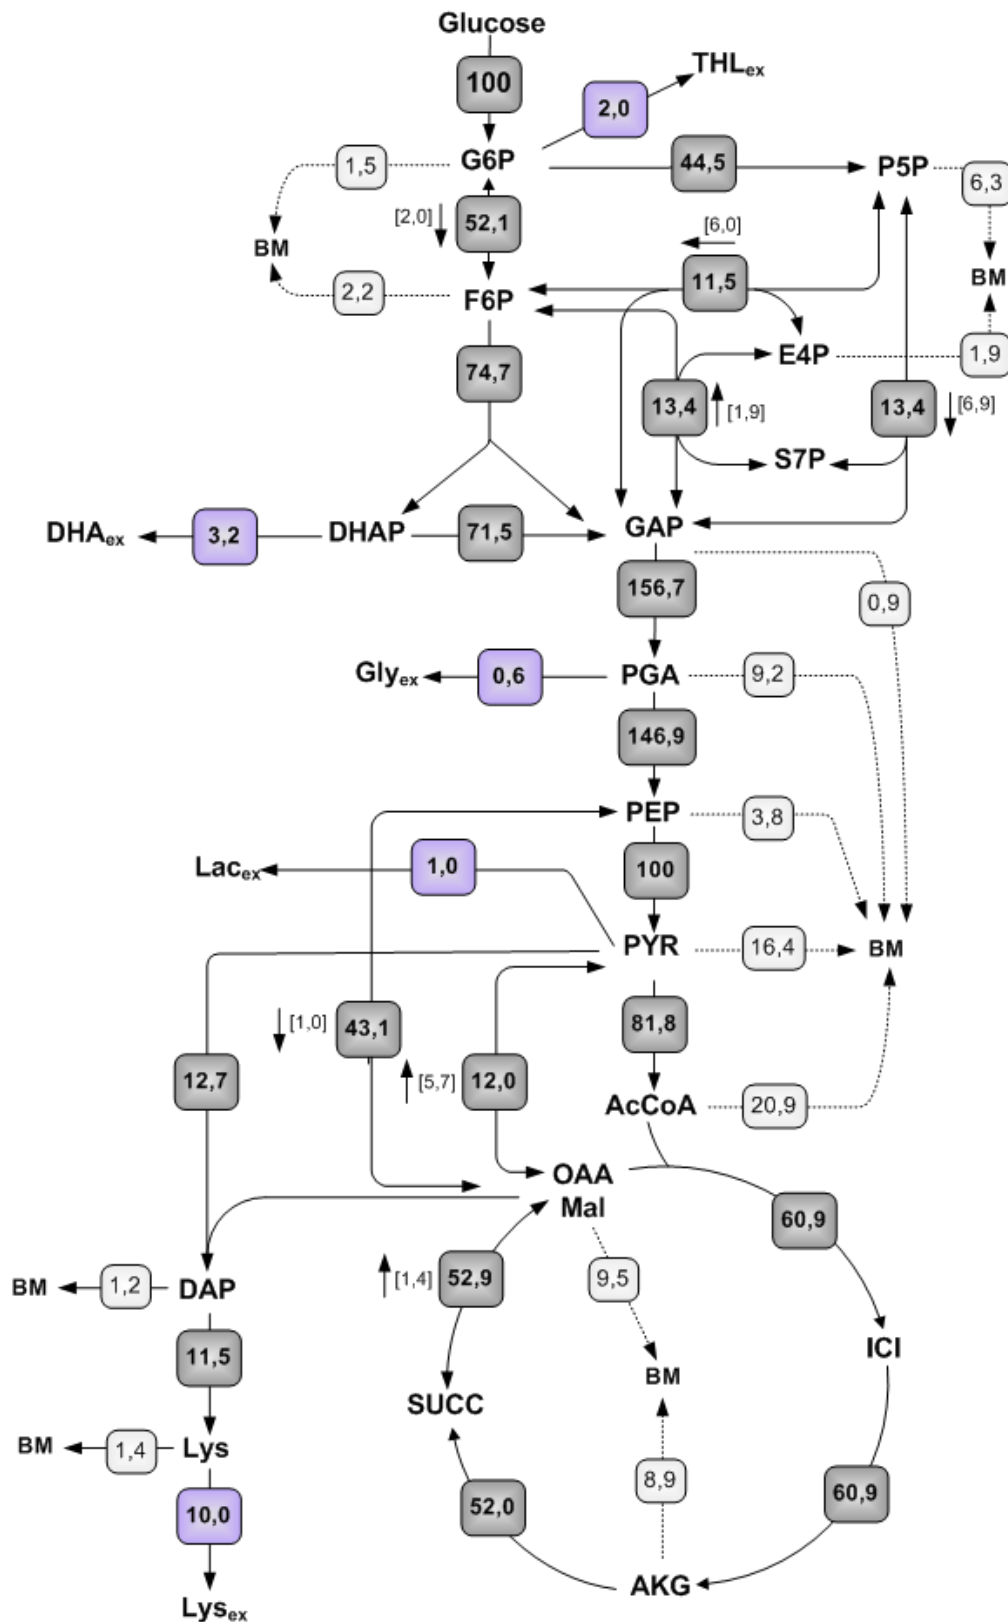 Glucose
100
THLex
2,0
1,5
G6P
44,5
P5P
6,3
[2,0]
52,1
[6,0]
BM
11,5
BM
2,2
F6P
E4P
1,9
74,7
13,4
[1,9]
13,4
[6,9]
S7P
DHAex
3,2
DHAP
71,5
GAP
156,7
0,9
Glyex
0,6
PGA
9,2
146,9
PEP
3,8
Lacex
1,0
100
PYR
16,4
BM
[1,0]
43,1
81,8
12,7
[5,7]
12,0
AcCoA
20,9
OAA
Mal
60,9
BM
1,2
DAP
[1,4]
52,9
9,5
11,5
ICI
BM
SUCC
BM
1,4
Lys
8,9
60,9
10,0
52,0
AKG
Lysex